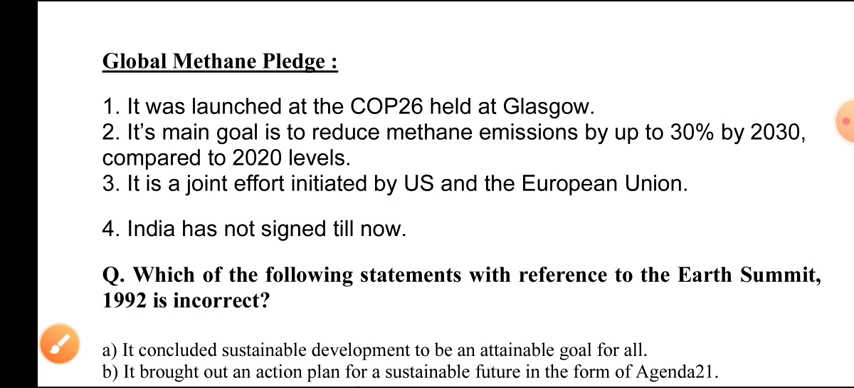 Global Methane Pledge :
1. It was launched at the COP26 held at Glasgow.
2. It's main goal is to reduce methane emissions by up to 30% by 2030,
compared to 2020 levels.
3. It is a joint effort initiated by US and the European Union.
4. India has not signed till now.
Q. Which of the following statements with reference to the Earth Summit,
1992 is incorrect?
a) It concluded sustainable development to be an attainable goal for all.
b) It brought out an action plan for a sustainable future in the form of Agenda21.